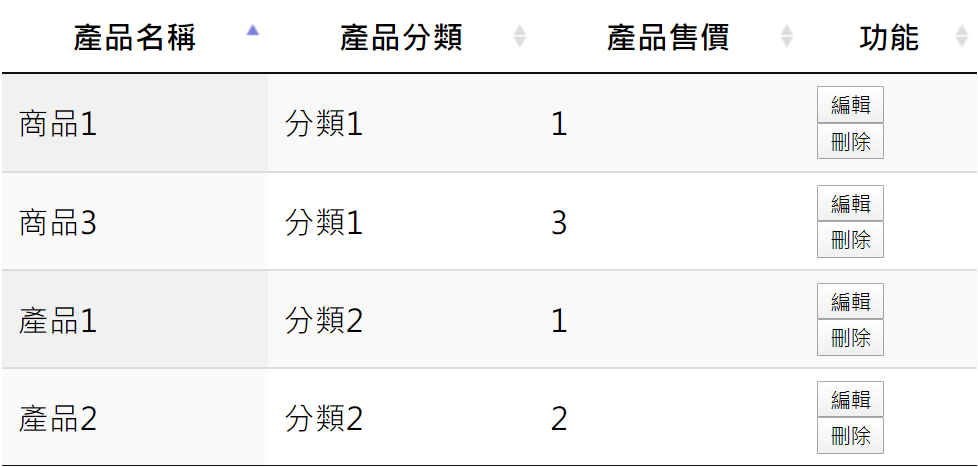 產品名稱 產品分類 產品售價 功能
商品1 分類1 1 編輯
刪除
商品3 分類1 3 編輯
刪除
產品1 分類2 1 編輯
刪除
產品2 分類2 2 編輯
刪除